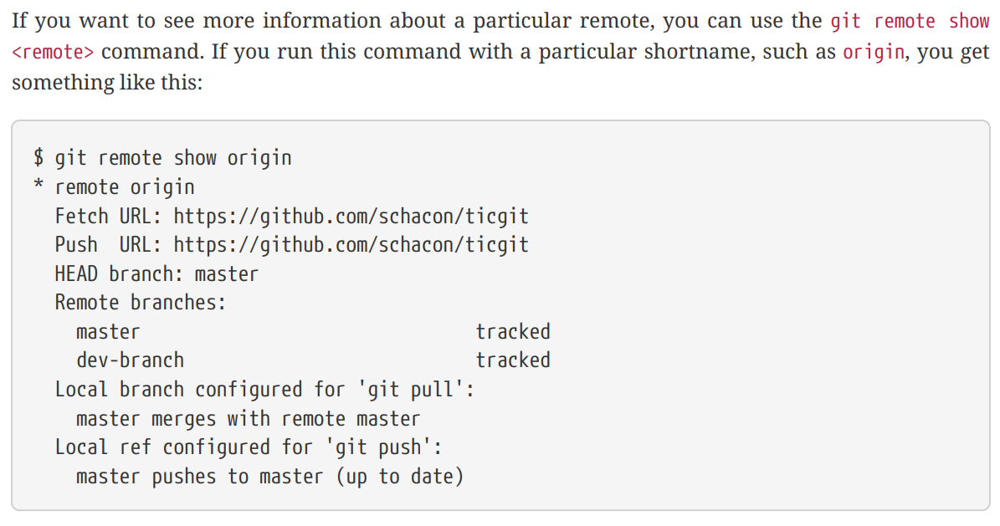 If you want to see more information about a particular remote, you can use the git remote show
<remote> command. If you run this command with a particular shortname, such as origin, you get
something like this:
$ git remote show origin
* remote origin
  Fetch URL: https://github.com/schacon/ticgit
  Push  URL: https://github.com/schacon/ticgit
  HEAD branch: master
  Remote branches:
    master                               tracked
    dev-branch                           tracked
  Local branch configured for 'git pull':
    master merges with remote master
  Local ref configured for 'git push':
    master pushes to master (up to date)